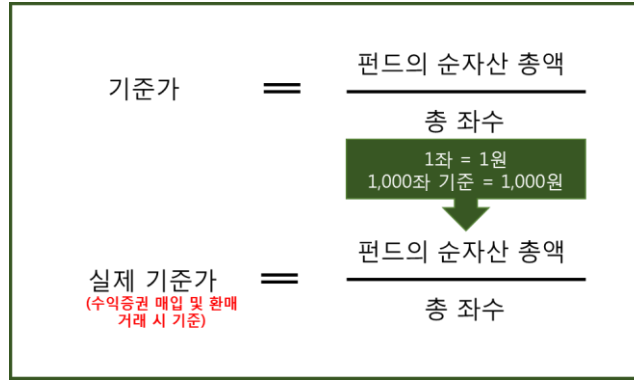 기준가 = 펀드의 순자산 총액
총 좌수
1좌 = 1원
1,000좌 기준 = 1,000원
실제 기준가 = 펀드의 순자산 총액
(수익증권 매입 및 환매
거래 시 기준)
총 좌수